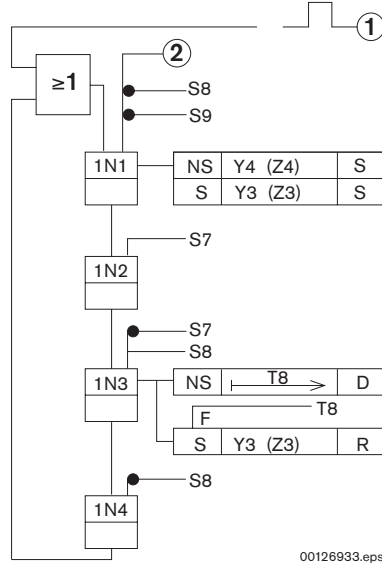 1
2
≥1
S8
S9
1N1
NS Y4 (Z4) S
S Y3 (Z3) S
S7
1N2
S7
S8
1N3
NS T8 D
T8
F
S Y3 (Z3) R
S8
1N4
00126933.eps